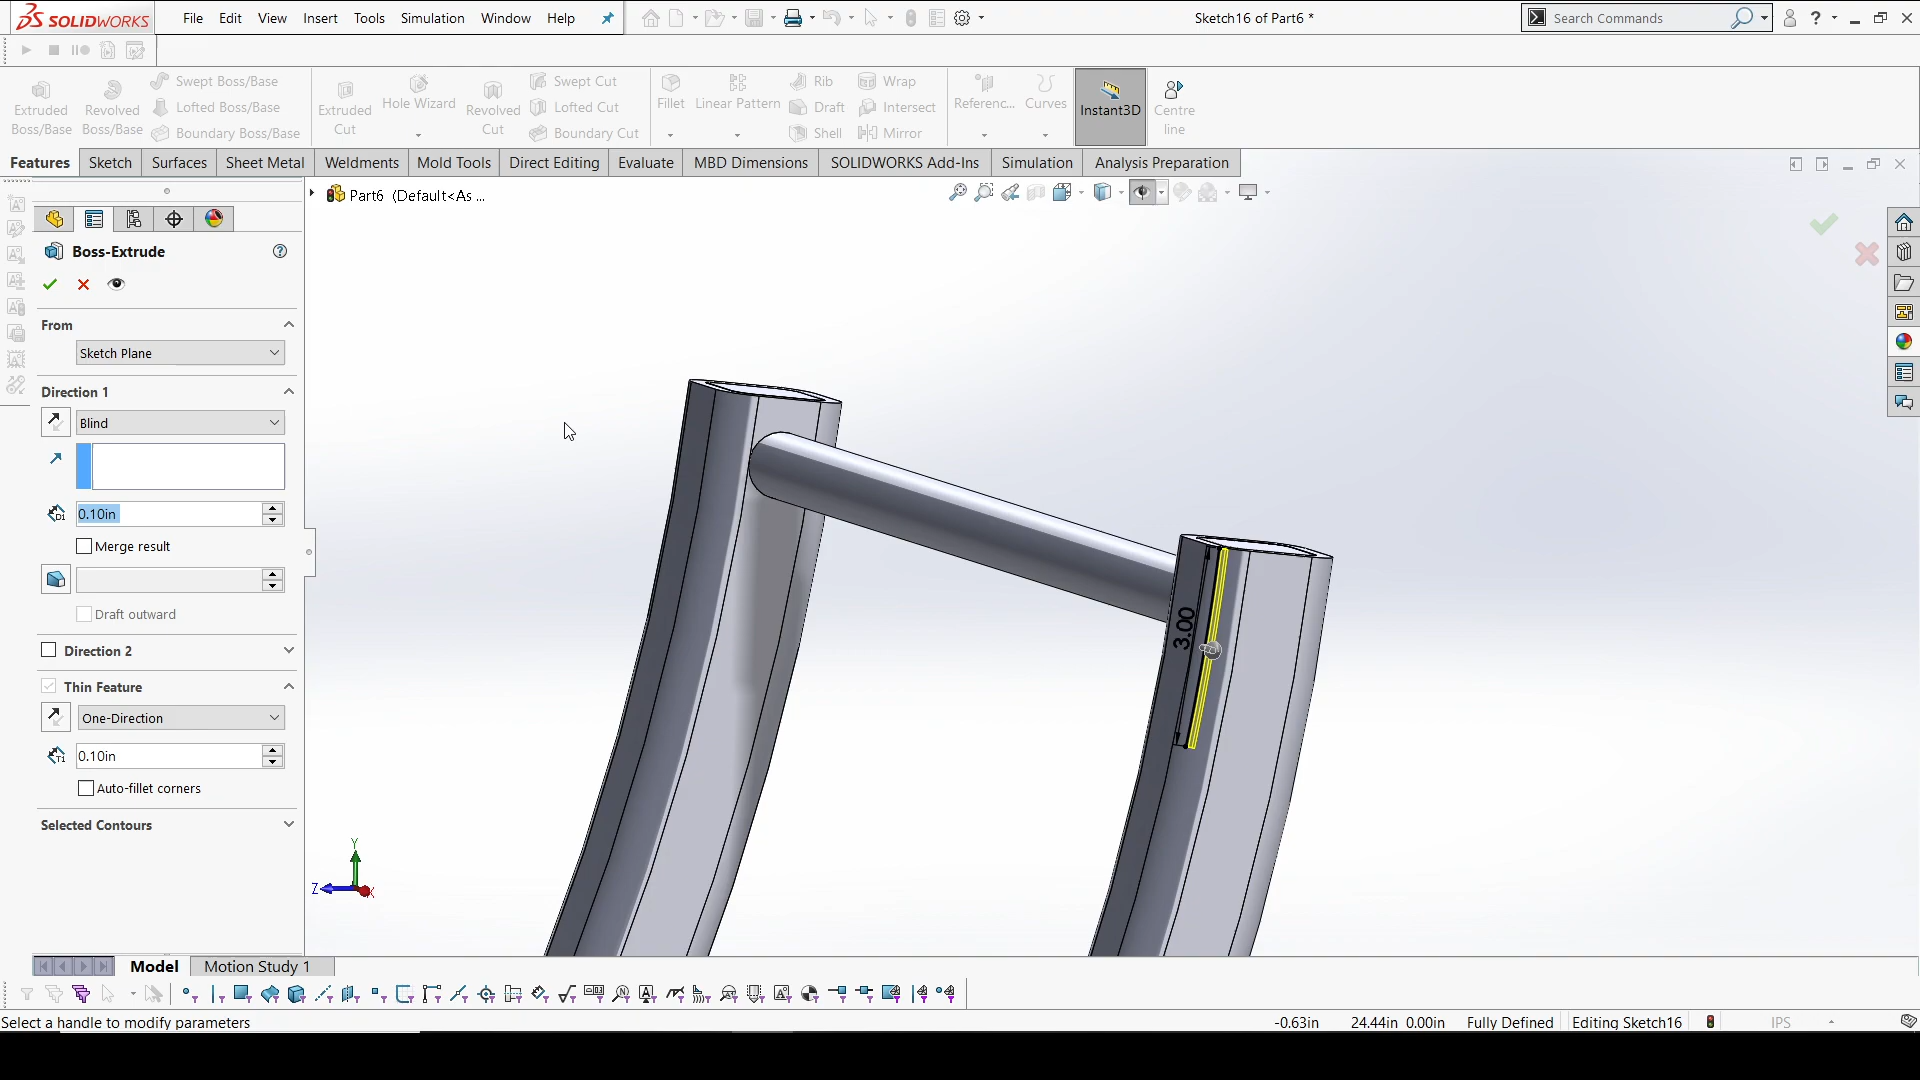 SOLIDWORKS File Edit View Insert Tools Simulation Window Help Sketch16 of Part6 * Search Commands ?
Extruded Boss/Base
Revolved Boss/Base
Swept Boss/Base
Lofted Boss/Base
Boundary Boss/Base
Extruded Cut
Hole Wizard
Revolved Cut
Swept Cut
Lofted Cut
Boundary Cut
Fillet
Linear Pattern
Rib
Draft
Shell
Wrap
Intersect
Mirror
Referenc...
Curves
Instant3D
Centre line
Features Sketch Surfaces Sheet Metal Weldments Mold Tools Direct Editing Evaluate MBD Dimensions SOLIDWORKS Add-Ins Simulation Analysis Preparation
Part6 (Default<As ...
Boss-Extrude
From
Sketch Plane
Direction 1
Blind
D1 0.10in
Merge result
Draft outward
Direction 2
Thin Feature
One-Direction
T1 0.10in
Auto-fillet corners
Selected Contours
3.00
Y
Z
X
Model Motion Study 1
Select a handle to modify parameters -0.63in 24.44in 0.00in Fully Defined Editing Sketch16 IPS